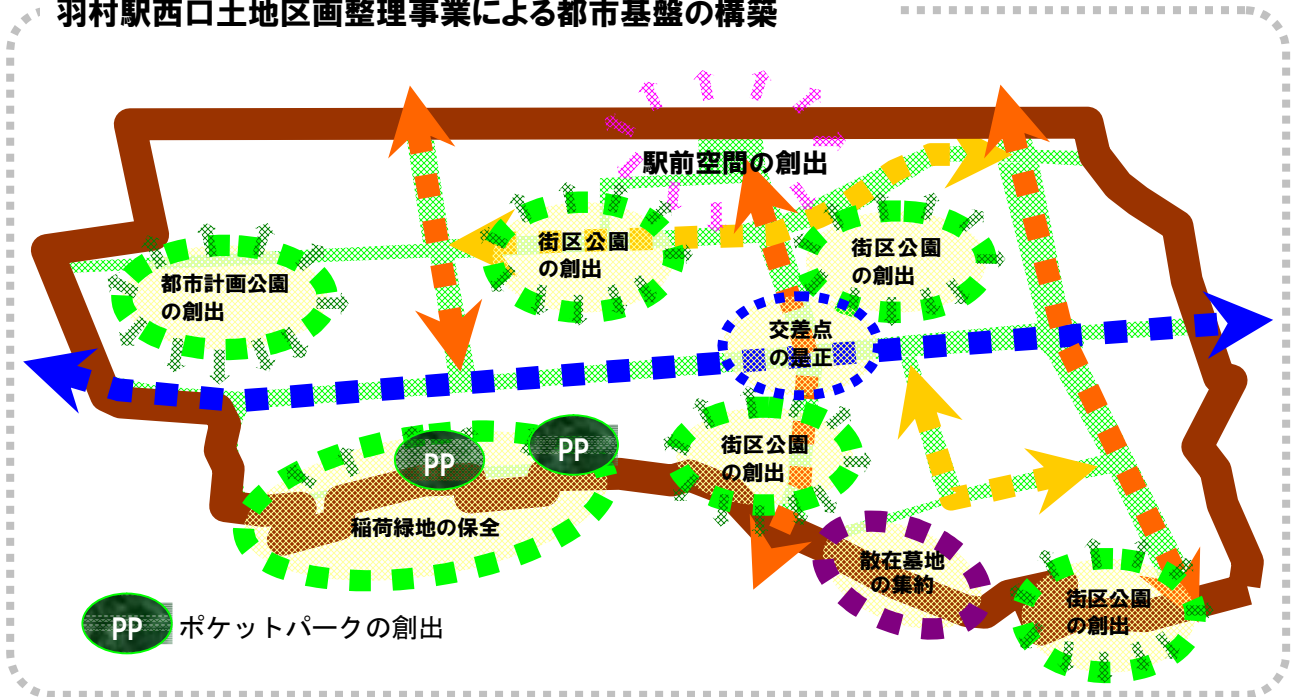 羽村駅西口土地区画整理事業による都市基盤の構築
駅前空間の創出
街区公園
の創出
街区公園
の創出
都市計画公園
の創出
交差点
の是正
街区公園
の創出
PP
PP
稲荷緑地の保全
散在墓地
の集約
街区公園
の創出
PP ポケットパークの創出